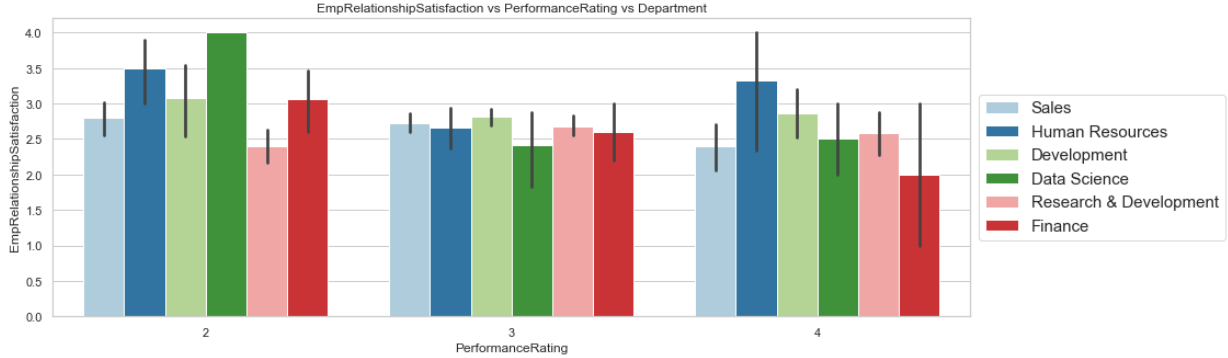 EmpRelationshipSatisfaction vs PerformanceRating vs Department
EmpRelationshipSatisfaction
4.0
3.5
3.0
2.5
2.0
1.5
1.0
0.5
0.0
2
3
4
PerformanceRating
Sales
Human Resources
Development
Data Science
Research & Development
Finance